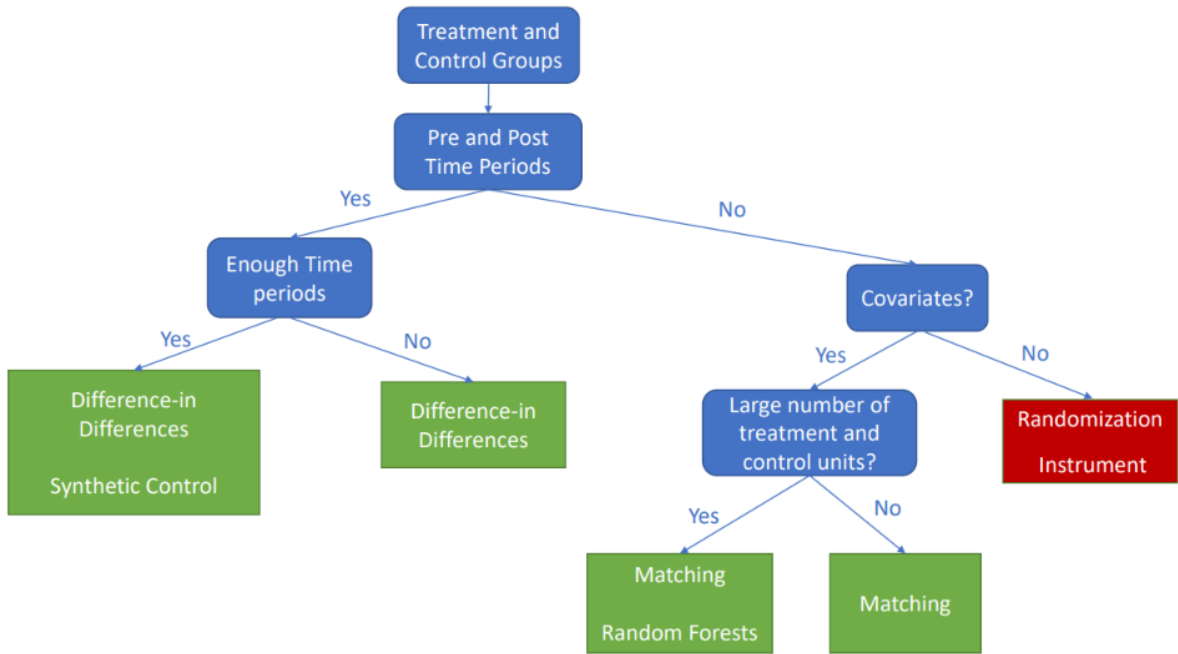 Treatment and
Control Groups
Pre and Post
Time Periods
Yes
No
Enough Time
periods
Covariates?
Yes
No
Yes
No
Difference-in
Differences
Synthetic Control
Difference-in
Differences
Large number of
treatment and
control units?
Randomization
Instrument
Yes
No
Matching
Random Forests
Matching